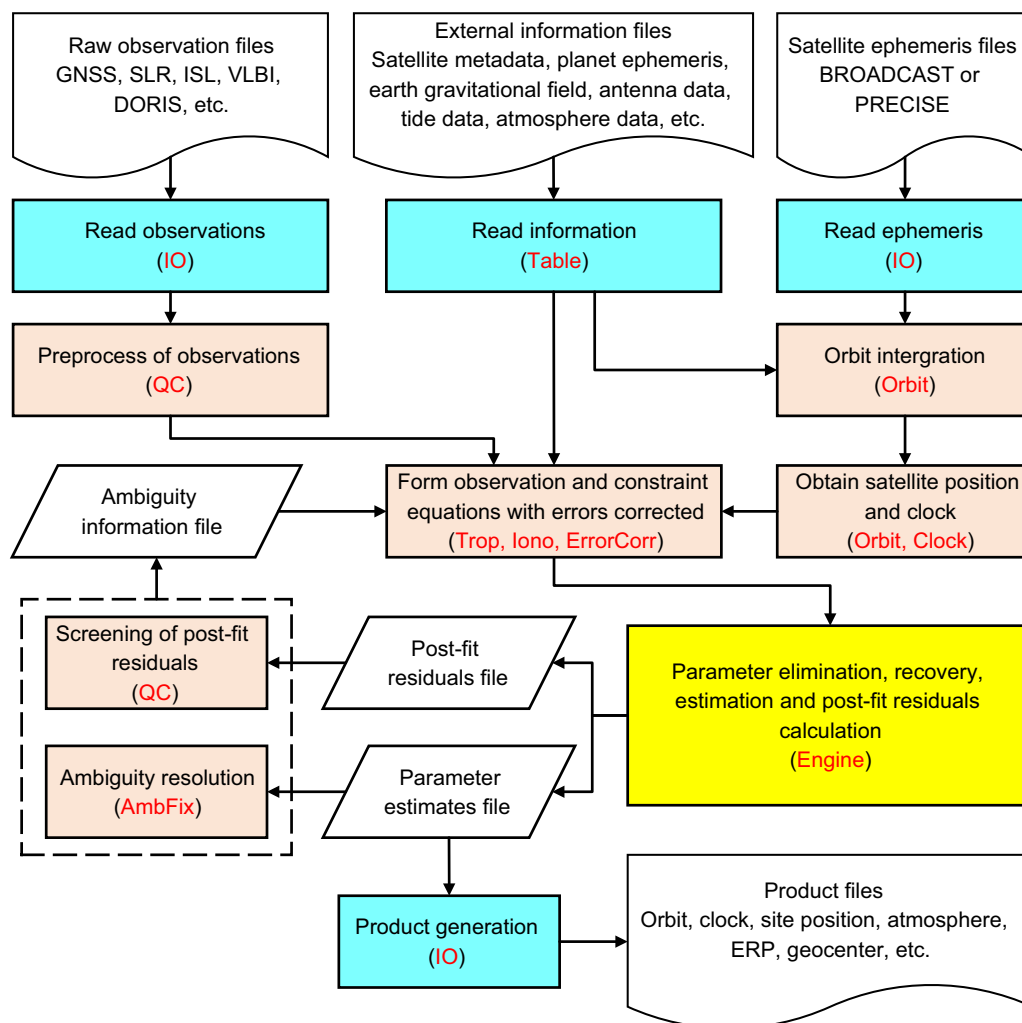 Raw observation files
GNSS, SLR, ISL, VLBI,
DORIS, etc.
External information files
Satellite metadata, planet ephemeris,
earth gravitational field, antenna data,
tide data, atmosphere data, etc.
Satellite ephemeris files
BROADCAST or
PRECISE
Read observations
(IO)
Read information
(Table)
Read ephemeris
(IO)
Preprocess of observations
(QC)
Orbit intergration
(Orbit)
Ambiguity
information file
Form observation and constraint
equations with errors corrected
(Trop, Iono, ErrorCorr)
Obtain satellite position
and clock
(Orbit, Clock)
Screening of post-fit
residuals
(QC)
Post-fit
residuals file
Parameter elimination, recovery,
estimation and post-fit residuals
calculation
(Engine)
Ambiguity resolution
(AmbFix)
Parameter
estimates file
Product generation
(IO)
Product files
Orbit, clock, site position, atmosphere,
ERP, geocenter, etc.